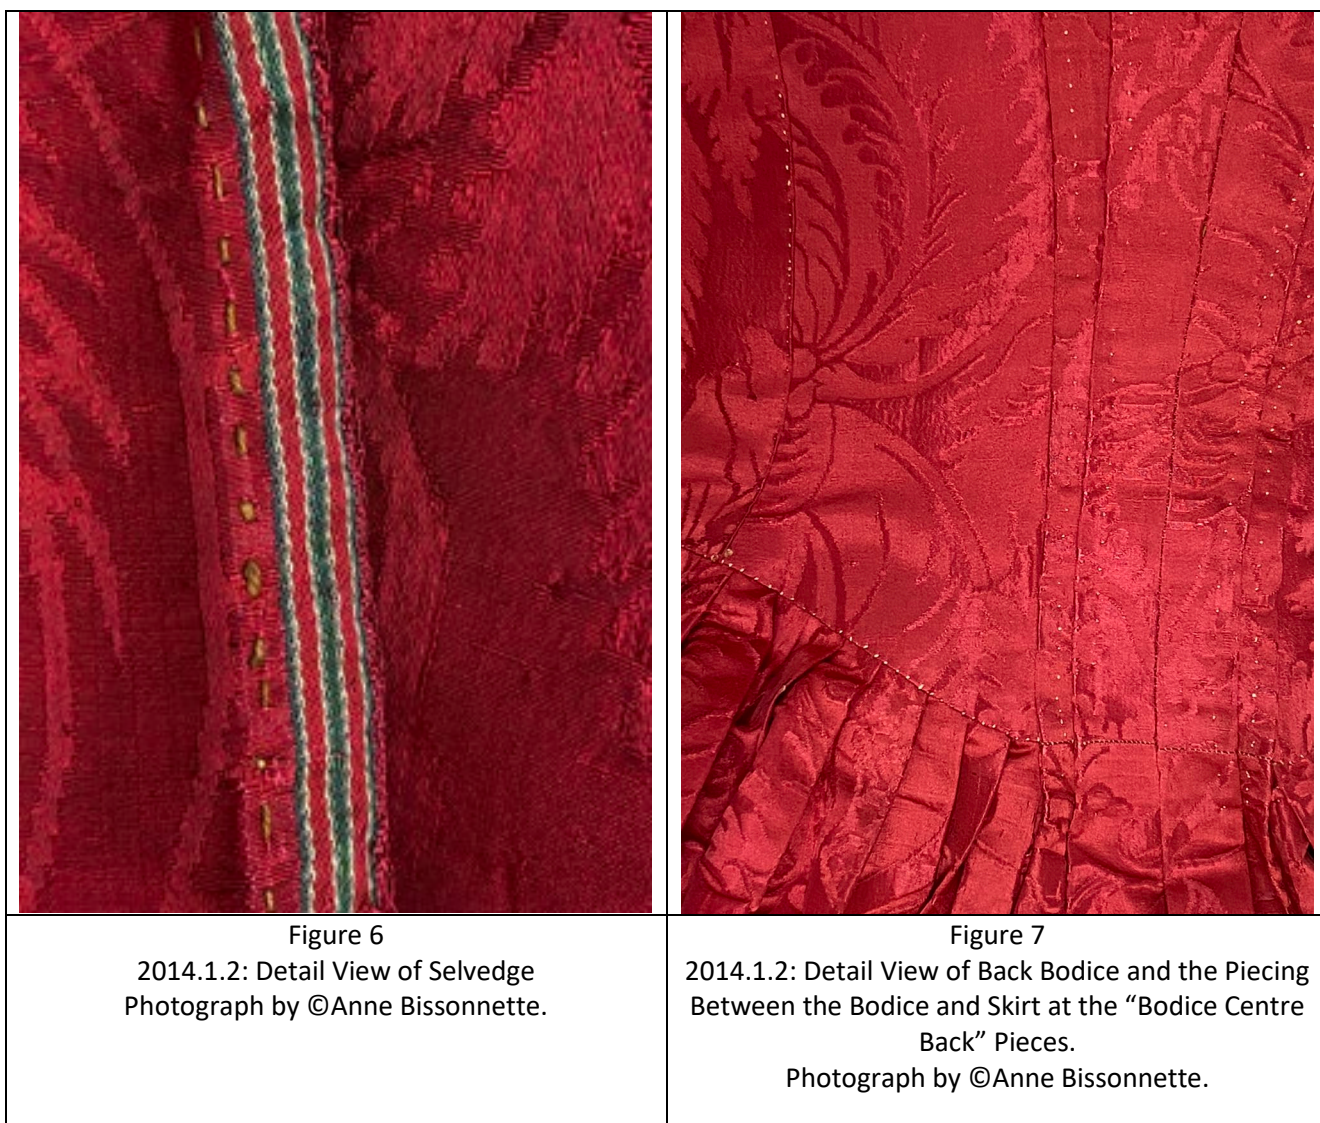 Figure 6
2014.1.2: Detail View of Selvedge
Photograph by ©Anne Bissonnette.
Figure 7
2014.1.2: Detail View of Back Bodice and the Piecing
Between the Bodice and Skirt at the “Bodice Centre
Back” Pieces.
Photograph by ©Anne Bissonnette.